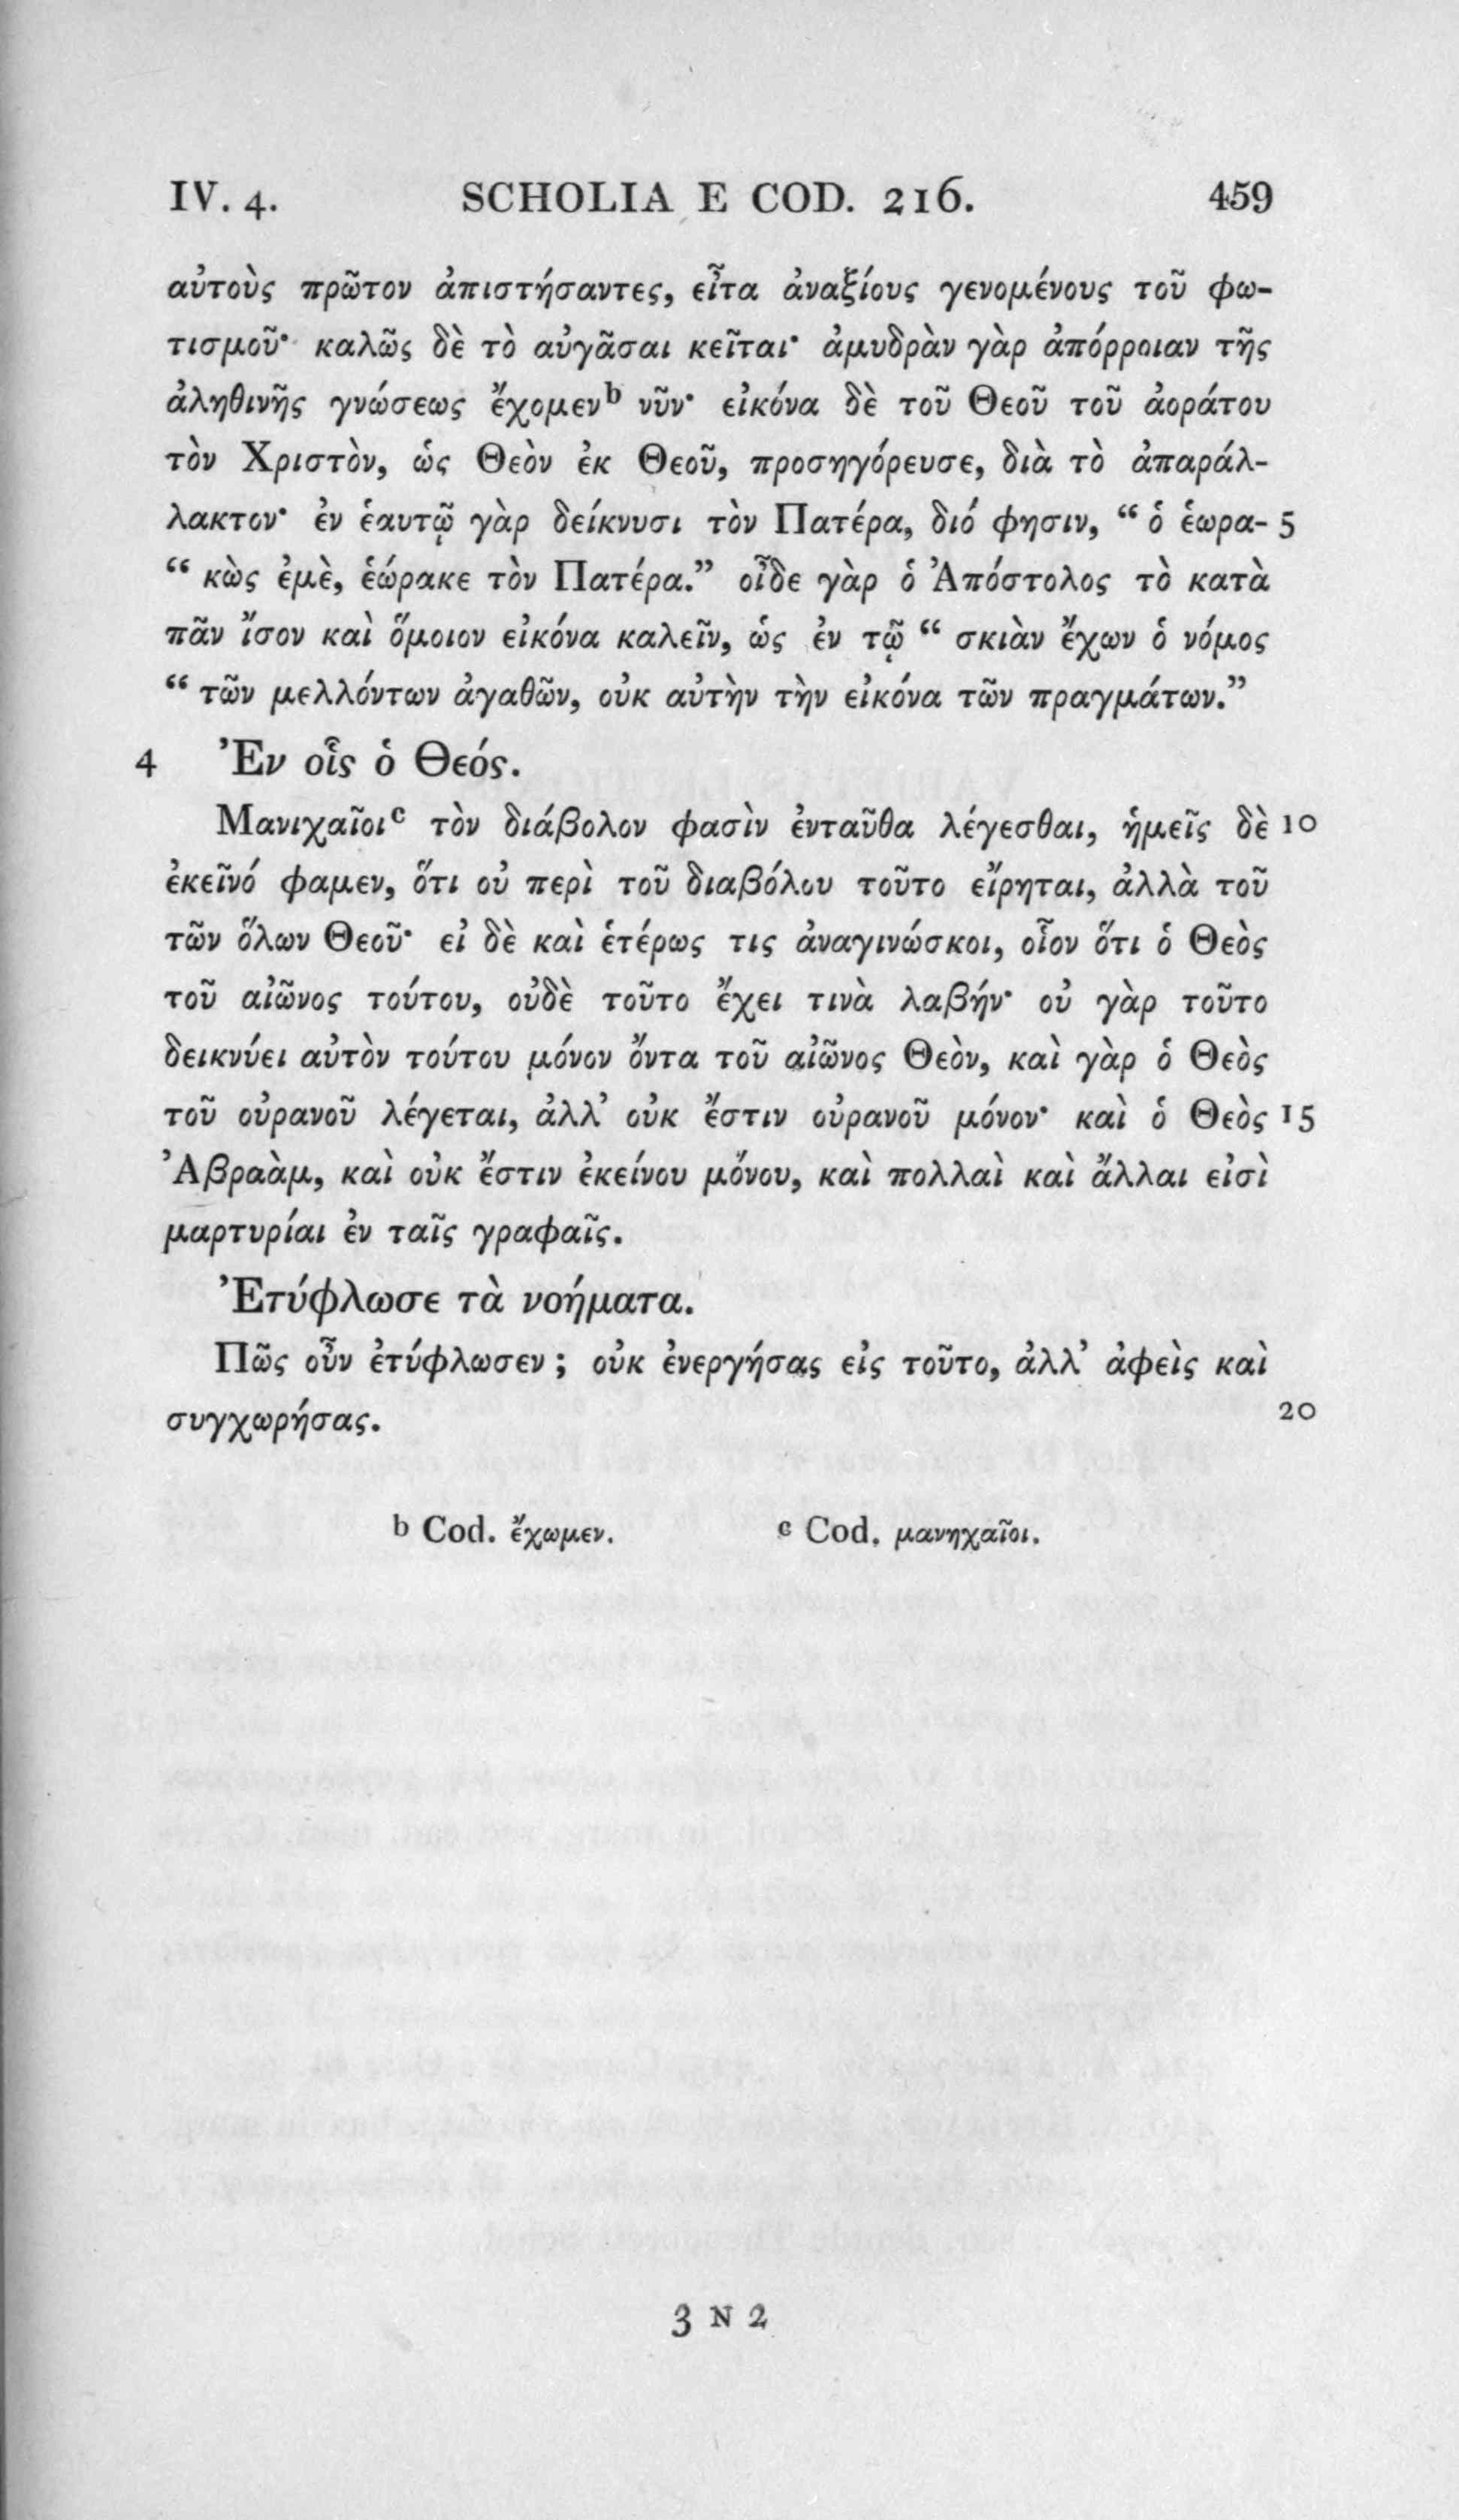 IV. 4. SCHOLIA E COD. 216. 459
αὐτοὺς πρῶτον ἀπιστήσαντες, εἶτα ἀναξίους γενομένους τοῦ φω-
τισμοῦ· καλῶς δὲ τὸ αὐγᾶσαι κεῖται· ἀμυδρὰν γὰρ ἀπόρροιαν τῆς
ἀληθινῆς γνώσεως ἔχομεν b νῦν· εἰκόνα δὲ τοῦ Θεοῦ τοῦ ἀοράτου
τὸν Χριστὸν, ὡς Θεὸν ἐκ Θεοῦ, προσηγόρευσε, διὰ τὸ ἀπαράλ-
λακτον· ἐν ἑαυτῷ γὰρ δείκνυσι τὸν Πατέρα, διό φησιν, “ ὁ ἑωρα- 5
“ κὼς ἐμὲ, ἑώρακε τὸν Πατέρα.” οἶδε γὰρ ὁ Ἀπόστολος τὸ κατὰ
πᾶν ἴσον καὶ ὅμοιον εἰκόνα καλεῖν, ὡς ἐν τῷ “ σκιὰν ἔχων ὁ νόμος
“ τῶν μελλόντων ἀγαθῶν, οὐκ αὐτὴν τὴν εἰκόνα τῶν πραγμάτων.”
4 Ἐν οἷς ὁ Θεός.
Μανιχαῖοι c τὸν διάβολον φασὶν ἐνταῦθα λέγεσθαι, ἡμεῖς δὲ 10
ἐκεῖνό φαμεν, ὅτι οὐ περὶ τοῦ διαβόλου τοῦτο εἴρηται, ἀλλὰ τοῦ
τῶν ὅλων Θεοῦ· εἰ δὲ καὶ ἑτέρως τις ἀναγινώσκοι, οἷον ὅτι ὁ Θεὸς
τοῦ αἰῶνος τούτου, οὐδὲ τοῦτο ἔχει τινὰ λαβήν· οὐ γὰρ τοῦτο
δεικνύει αὐτὸν τούτου μόνον ὄντα τοῦ αἰῶνος Θεὸν, καὶ γὰρ ὁ Θεὸς
τοῦ οὐρανοῦ λέγεται, ἀλλ’ οὐκ ἔστιν οὐρανοῦ μόνον· καὶ ὁ Θεὸς 15
Ἀβραὰμ, καὶ οὐκ ἔστιν ἐκείνου μόνου, καὶ πολλαὶ καὶ ἄλλαι εἰσὶ
μαρτυρίαι ἐν ταῖς γραφαῖς.
Ἐτύφλωσε τὰ νοήματα.
Πῶς οὖν ἐτύφλωσεν ; οὐκ ἐνεργήσας εἰς τοῦτο, ἀλλ’ ἀφεὶς καὶ
συγχωρήσας. 20
b Cod. ἔχωμεν. c Cod. μανηχαῖοι.
3 N 2